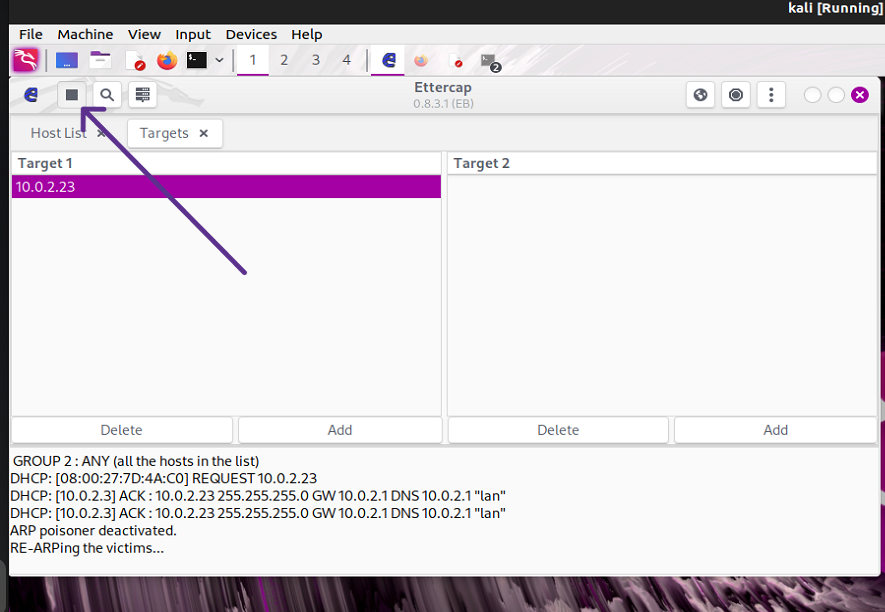 kali [Running]
File Machine View Input Devices Help
1 2 3 4 2
Ettercap
0.8.3.1 (EB)
Host List Targets
Target 1 Target 2
10.0.2.23
Delete Add Delete Add
GROUP 2 : ANY (all the hosts in the list)
DHCP: [08:00:27:7D:4A:C0] REQUEST 10.0.2.23
DHCP: [10.0.2.3] ACK : 10.0.2.23 255.255.255.0 GW 10.0.2.1 DNS 10.0.2.1 "lan"
DHCP: [10.0.2.3] ACK : 10.0.2.23 255.255.255.0 GW 10.0.2.1 DNS 10.0.2.1 "lan"
ARP poisoner deactivated.
RE-ARPing the victims...